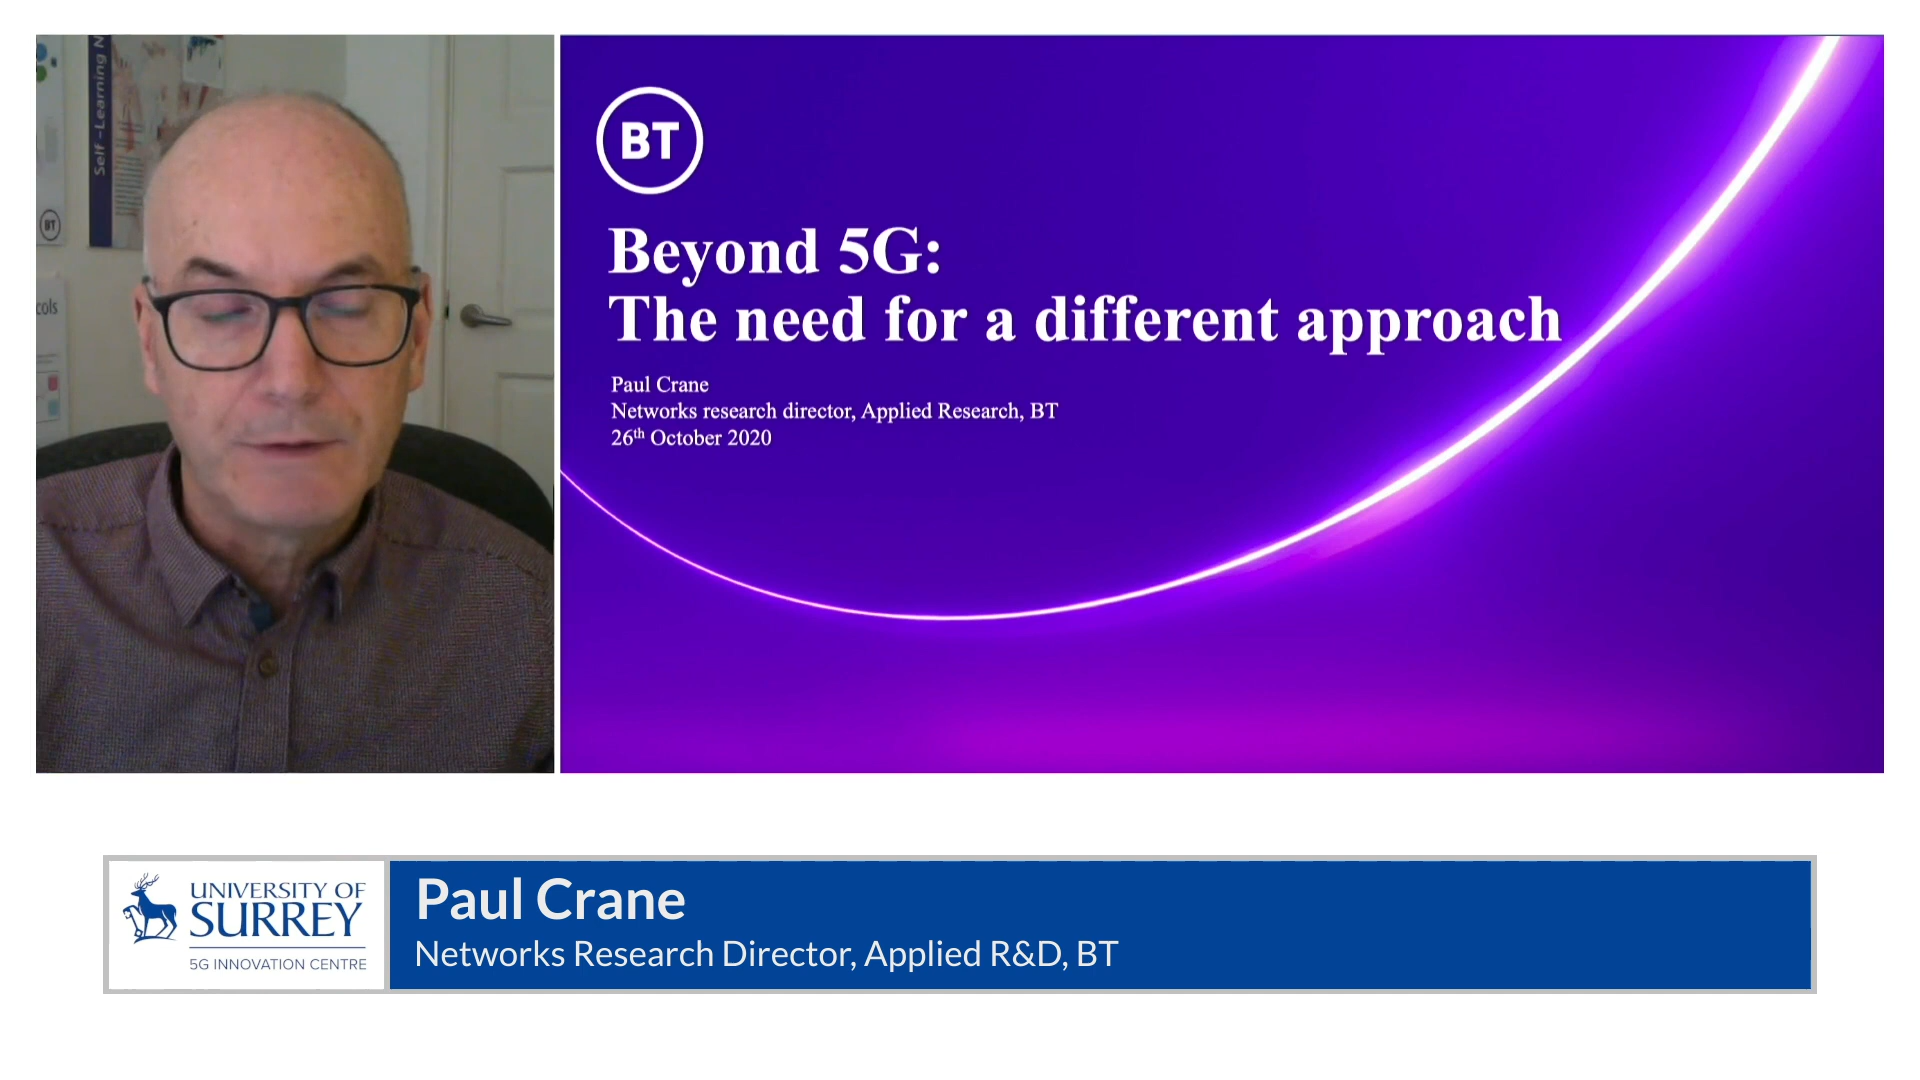 Self -Learning N
BT
cols
BT
Beyond 5G:
The need for a different approach
Paul Crane
Networks research director, Applied Research, BT
26th October 2020
UNIVERSITY OF
SURREY
5G INNOVATION CENTRE
Paul Crane
Networks Research Director, Applied R&D, BT